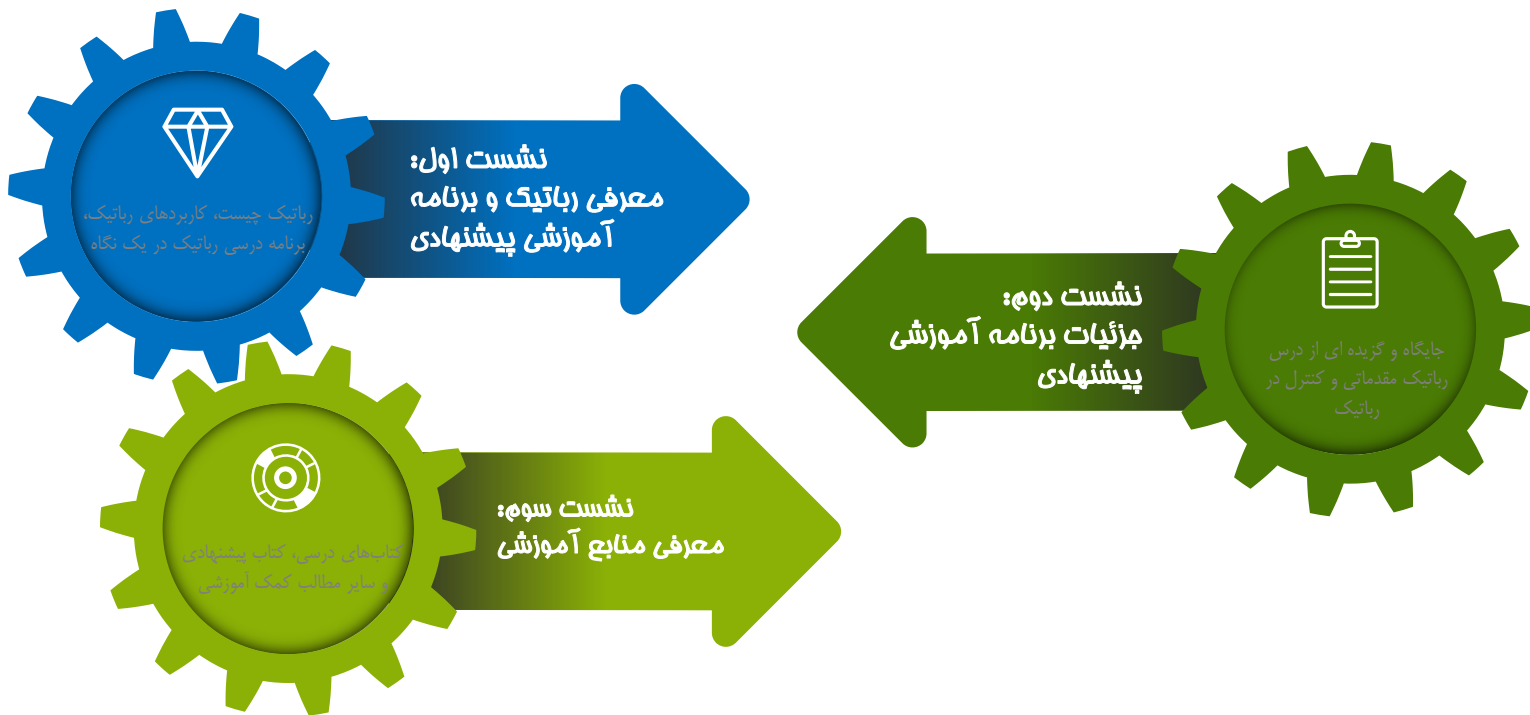 نشست اول:
معرفی رباتیک و برنامه
آموزشی پیشنهادی
رباتیک چیست، کاربردهای رباتیک،
برنامه درسی رباتیک در یک نگاه
نشست دوم:
جزئیات برنامه آموزشی
پیشنهادی
جایگاه و گزیده ای از درس
رباتیک مقدماتی و کنترل در
رباتیک
نشست سوم:
معرفی منابع آموزشی
کتاب‌های درسی، کتاب پیشنهادی
و سایر مطالب کمک آموزشی